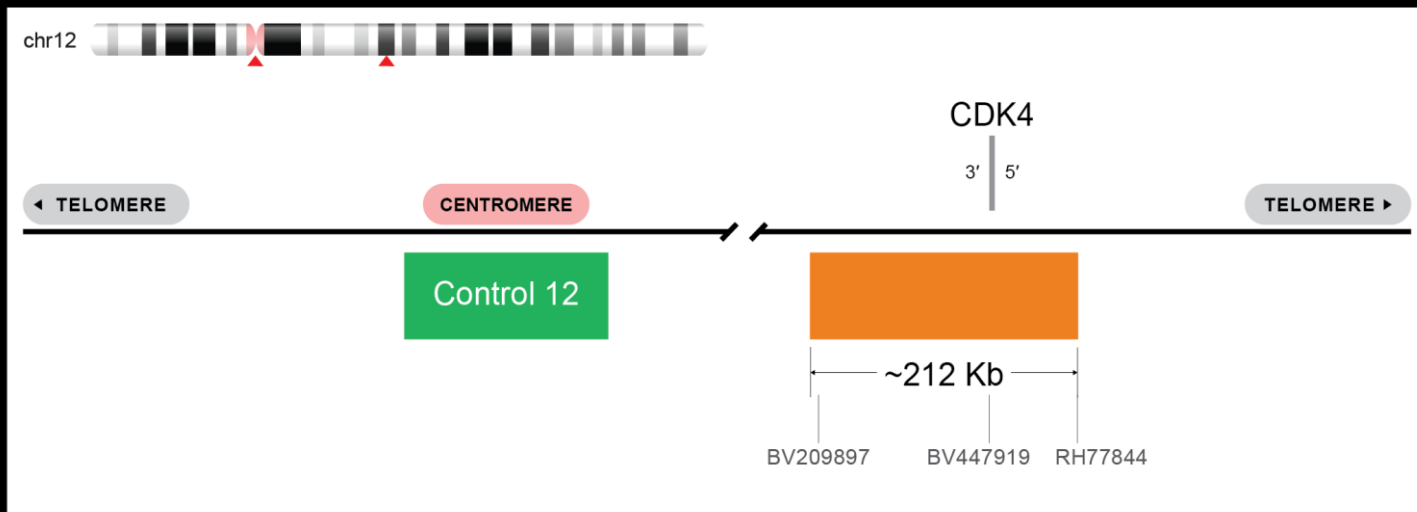 chr12
CDK4
3′ 5′
◄ TELOMERE
CENTROMERE
TELOMERE ►
Control 12
~212 Kb
BV209897
BV447919
RH77844